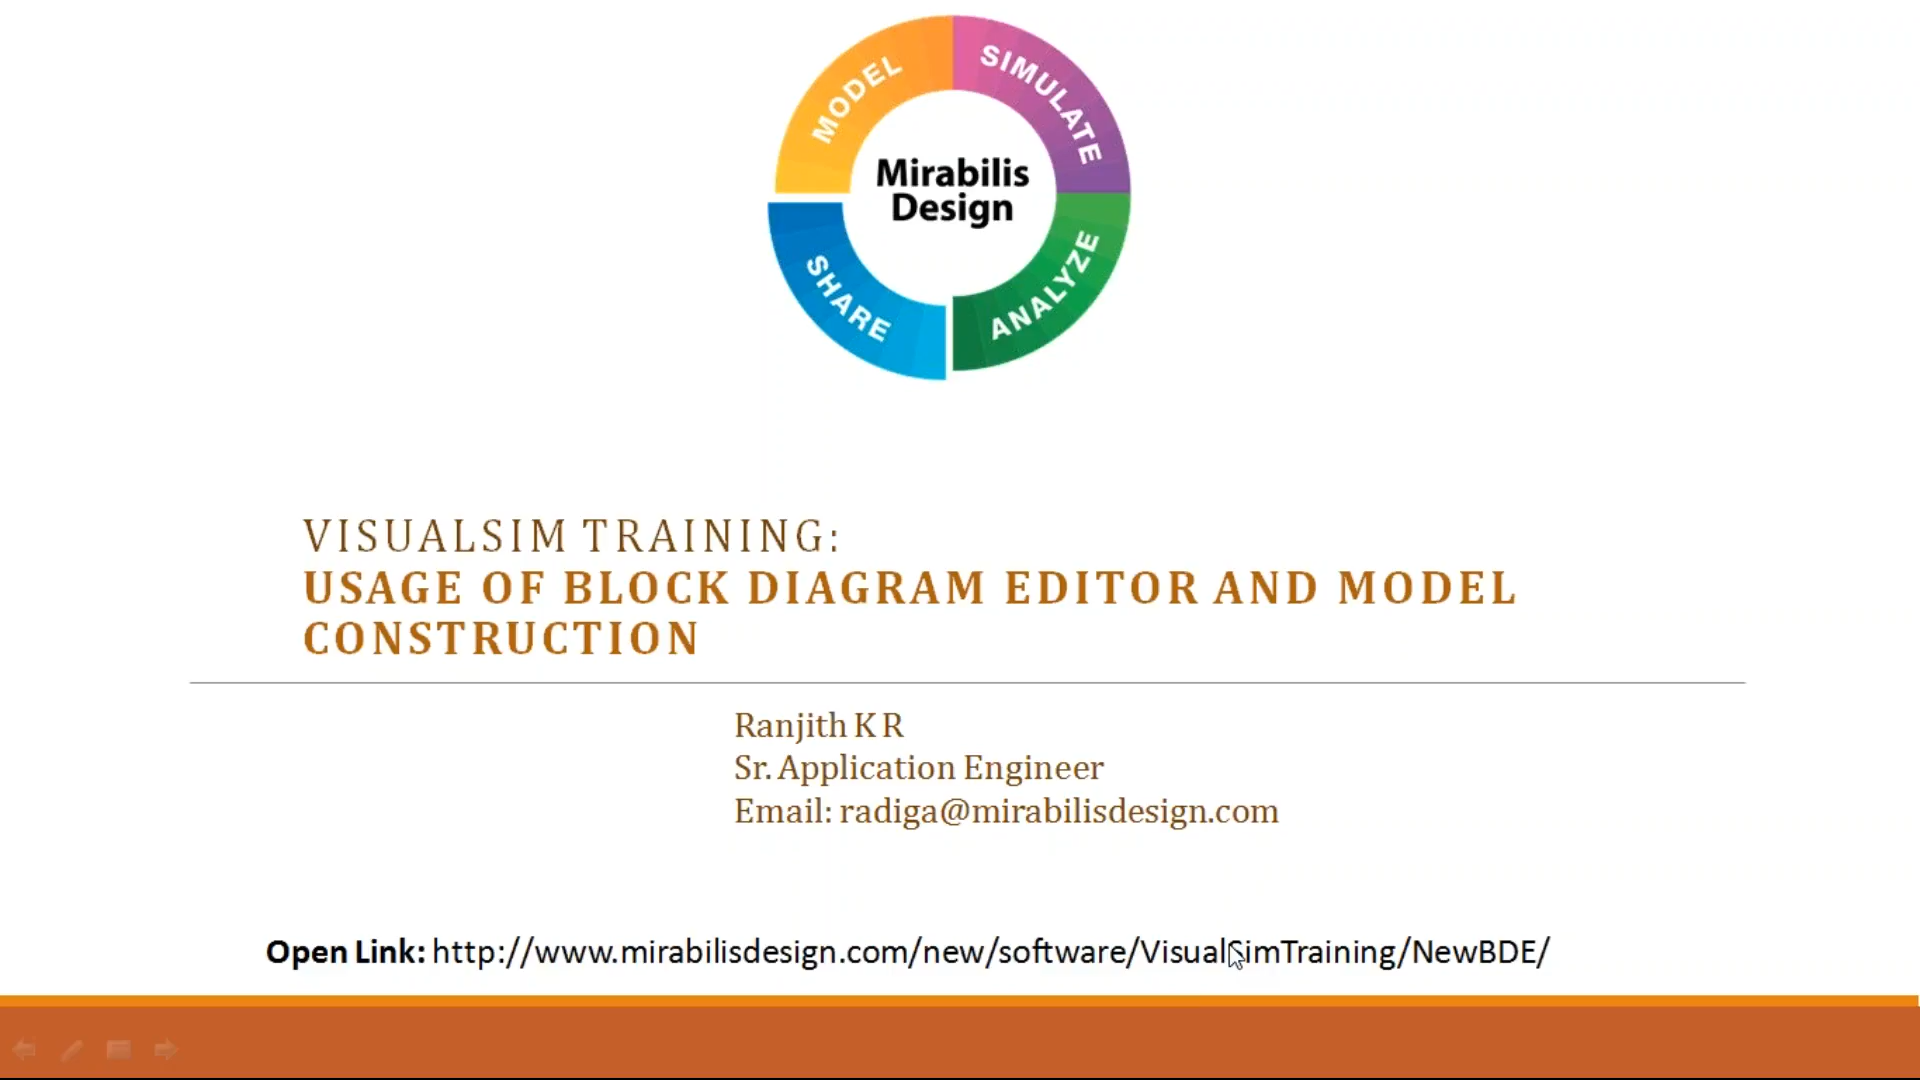 MODEL
SIMULATE
Mirabilis
Design
SHARE
ANALYZE
VISUALSIM TRAINING:
USAGE OF BLOCK DIAGRAM EDITOR AND MODEL
CONSTRUCTION
Ranjith K R
Sr. Application Engineer
Email: radiga@mirabilisdesign.com
Open Link: http://www.mirabilisdesign.com/new/software/VisualSimTraining/NewBDE/